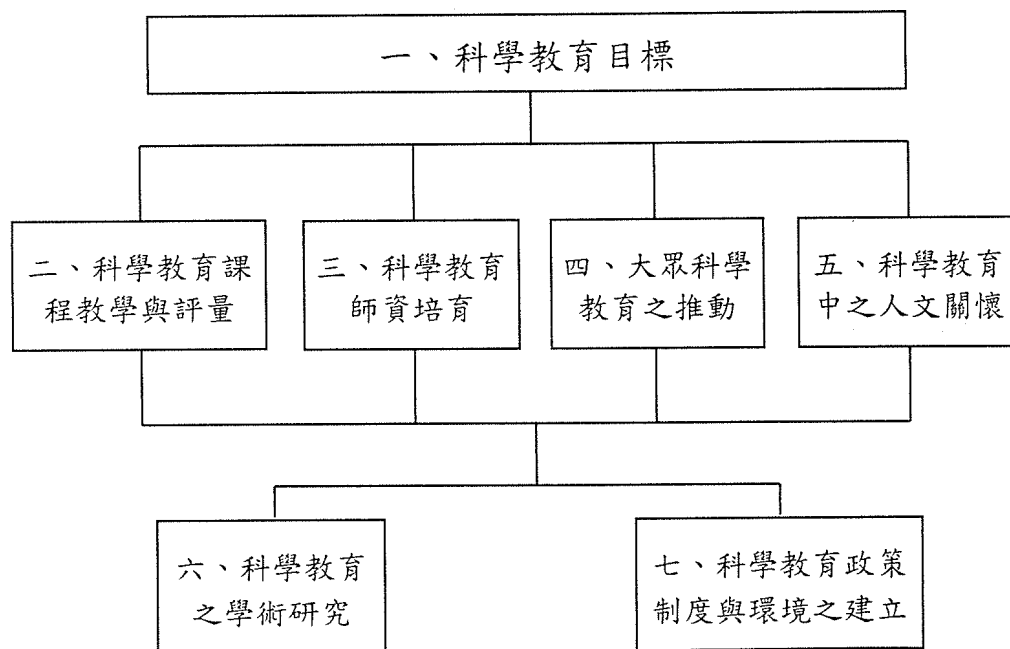 一、科學教育目標
二、科學教育課
程教學與評量
三、科學教育
師資培育
四、大眾科學
教育之推動
五、科學教育
中之人文關懷
六、科學教育
之學術研究
七、科學教育政策
制度與環境之建立